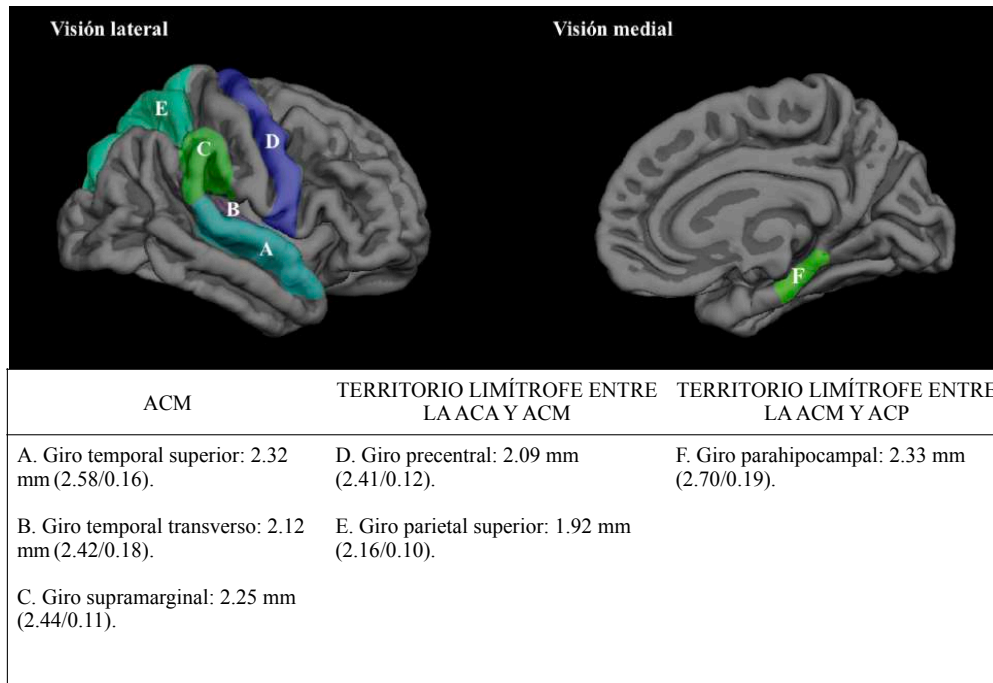 Visión lateral
Visión medial
E
C
D
B
A
F
ACM
TERRITORIO LIMÍTROFE ENTRE
LA ACA Y ACM
TERRITORIO LIMÍTROFE ENTRE
LA ACM Y ACP
A. Giro temporal superior: 2.32
mm (2.58/0.16).
B. Giro temporal transverso: 2.12
mm (2.42/0.18).
C. Giro supramarginal: 2.25 mm
(2.44/0.11).
D. Giro precentral: 2.09 mm
(2.41/0.12).
E. Giro parietal superior: 1.92 mm
(2.16/0.10).
F. Giro parahipocampal: 2.33 mm
(2.70/0.19).